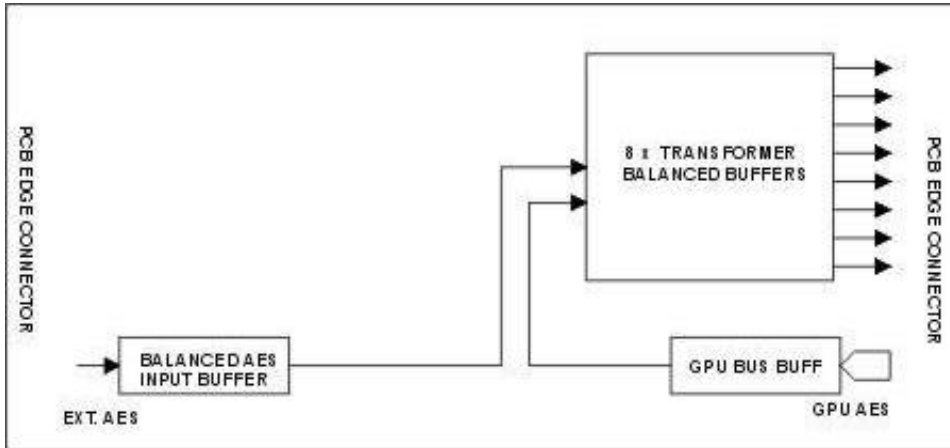 PCB EDGE CONNECTOR
8 x TRANSFORMER
BALANCED BUFFERS
PCB EDGE CONNECTOR
BALANCED AES
INPUT BUFFER
GPU BUS BUFF
EXT. AES
GPU AES